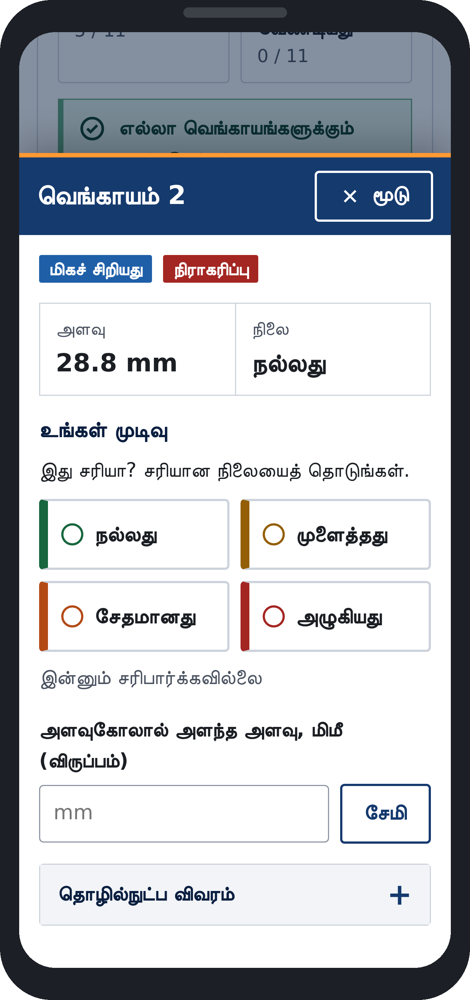 0 / 11
எல்லா வெங்காயங்களுக்கும்
வெங்காயம் 2
× மூடு
மிகச் சிறியது
நிராகரிப்பு
அளவு
28.8 mm
நிலை
நல்லது
உங்கள் முடிவு
இது சரியா? சரியான நிலையைத் தொடுங்கள்.
நல்லது
முளைத்தது
சேதமானது
அழுகியது
இன்னும் சரிபார்க்கவில்லை
அளவுகோலால் அளந்த அளவு, மிமீ
(விருப்பம்)
mm
சேமி
தொழில்நுட்ப விவரம் +